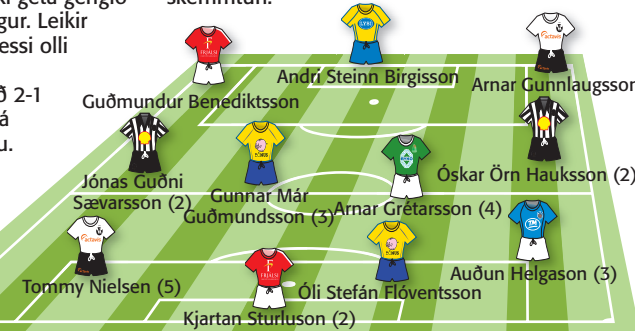 ki geta gengið
gur. Leikir
essi olli
ð 2-1
á
u.
skemmtun.
Guðmundur Benediktsson
Andri Steinn Birgisson
Arnar Gunnlaugsson
Jónas Guðni
Sævarsson (2)
Gunnar Már
Guðmundsson (3)
Arnar Grétarsson (4)
Óskar Örn Hauksson (2)
Tommy Nielsen (5)
Kjartan Sturluson (2)
Óli Stefán Flóventsson
Auðun Helgason (3)